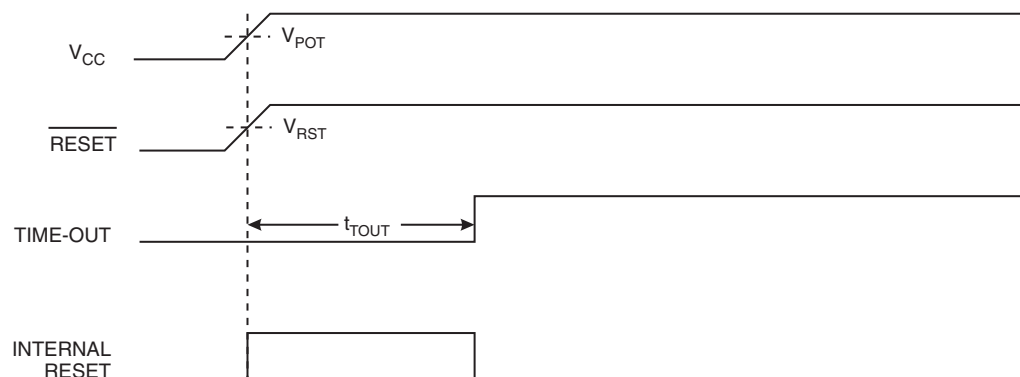 V_CC
V_POT
RESET
V_RST
TIME-OUT
t_TOUT
INTERNAL
RESET